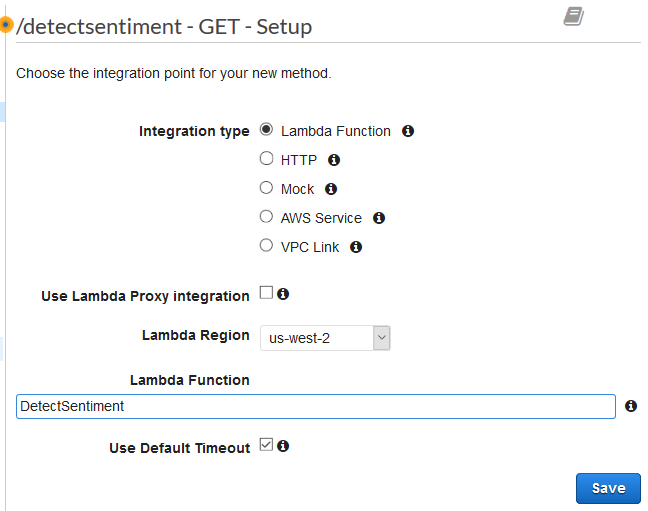 /detectsentiment - GET - Setup
Choose the integration point for your new method.
Integration type Lambda Function
HTTP
Mock
AWS Service
VPC Link
Use Lambda Proxy integration
Lambda Region us-west-2
Lambda Function
DetectSentiment
Use Default Timeout
Save